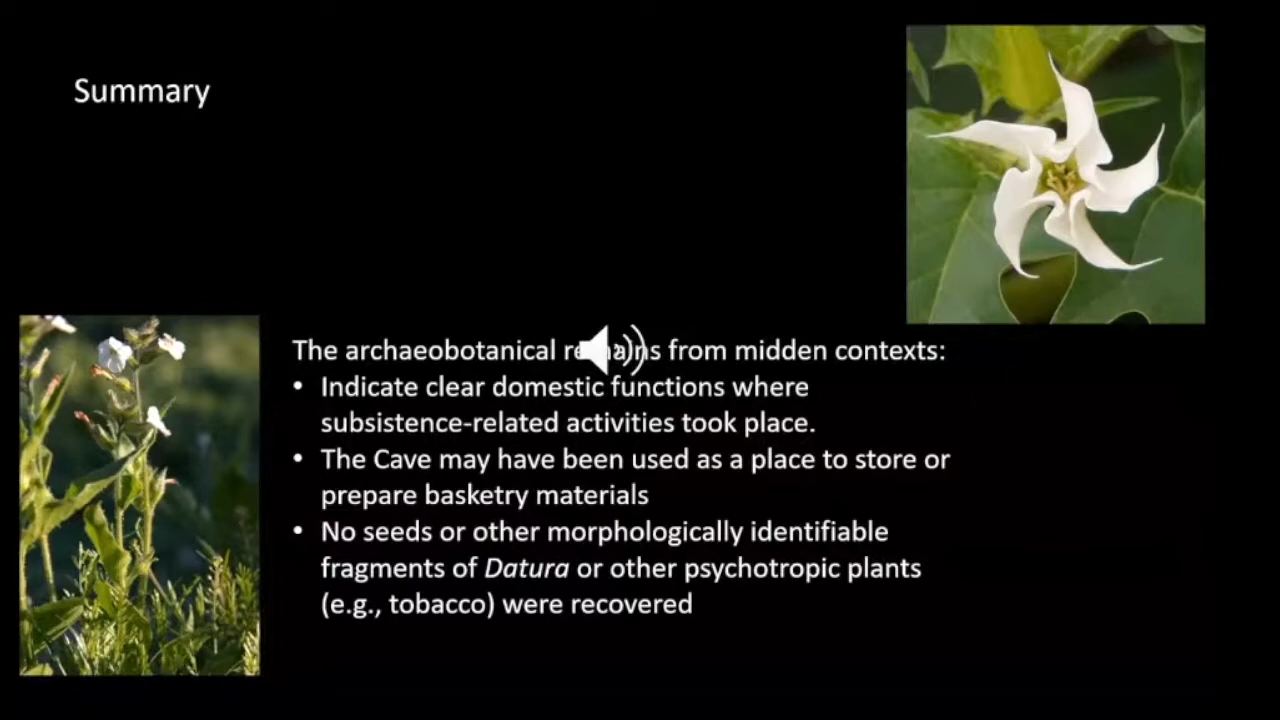 Summary
The archaeobotanical remains from midden contexts:
• Indicate clear domestic functions where
subsistence-related activities took place.
• The Cave may have been used as a place to store or
prepare basketry materials
• No seeds or other morphologically identifiable
fragments of Datura or other psychotropic plants
(e.g., tobacco) were recovered